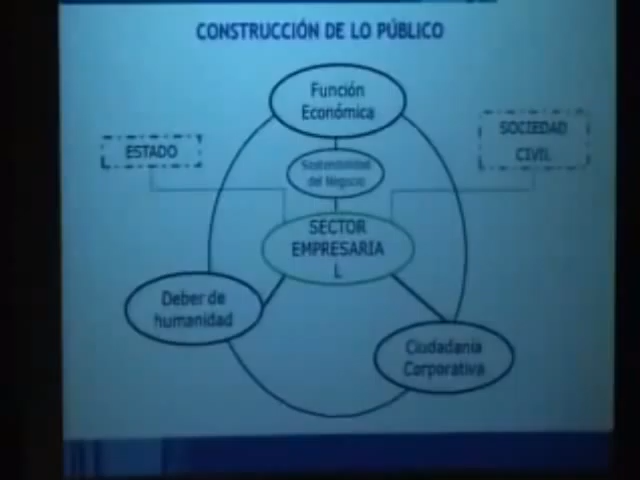 CONSTRUCCIÓN DE LO PÚBLICO
Función
Económica
ESTADO
SOCIEDAD
CIVIL
Sostenibilidad
del Negocio
SECTOR
EMPRESARIA
L
Deber de
humanidad
Ciudadanía
Corporativa